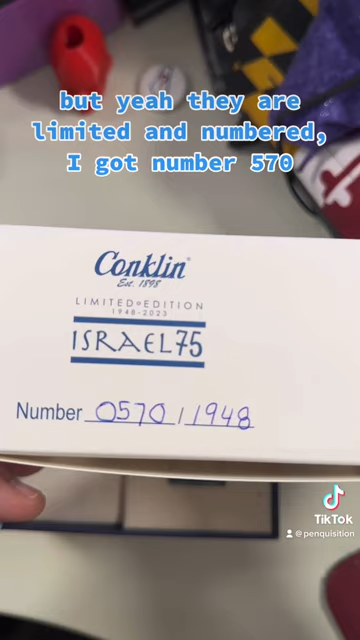 but yeah they are
limited and numbered,
I got number 570
Conklin®
Est. 1898
LIMITED EDITION
1948-2023
ISRAEL75
Number 0570 / 1948
TikTok
@penquisition